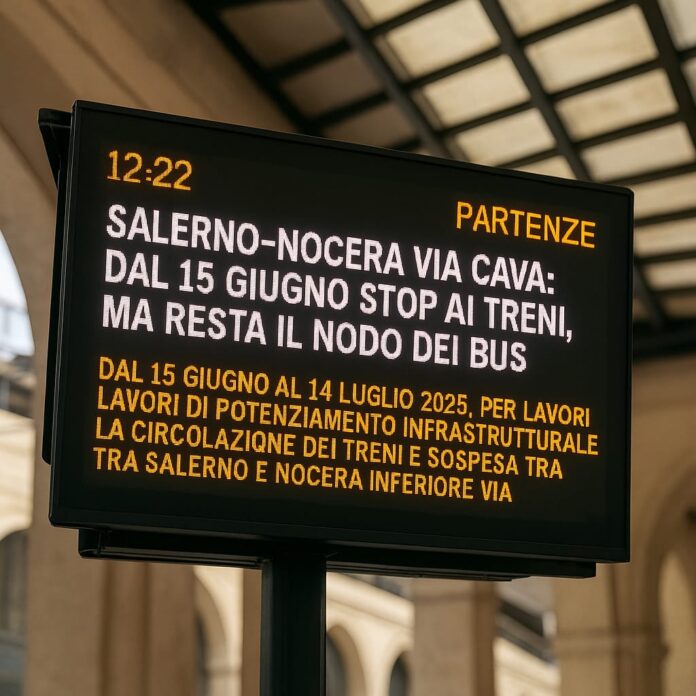 12:22
PARTENZE
SALERNO-NOCERA VIA CAVA:
DAL 15 GIUGNO STOP AI TRENI,
MA RESTA IL NODO DEI BUS
DAL 15 GIUGNO AL 14 LUGLIO 2025, PER LAVORI
LAVORI DI POTENZIAMENTO INFRASTRUTTURALE
LA CIRCOLAZIQNE DEI TRENI E SOSPESA TRA
TRA SALERNO E NOCERA INFERIORE VIA